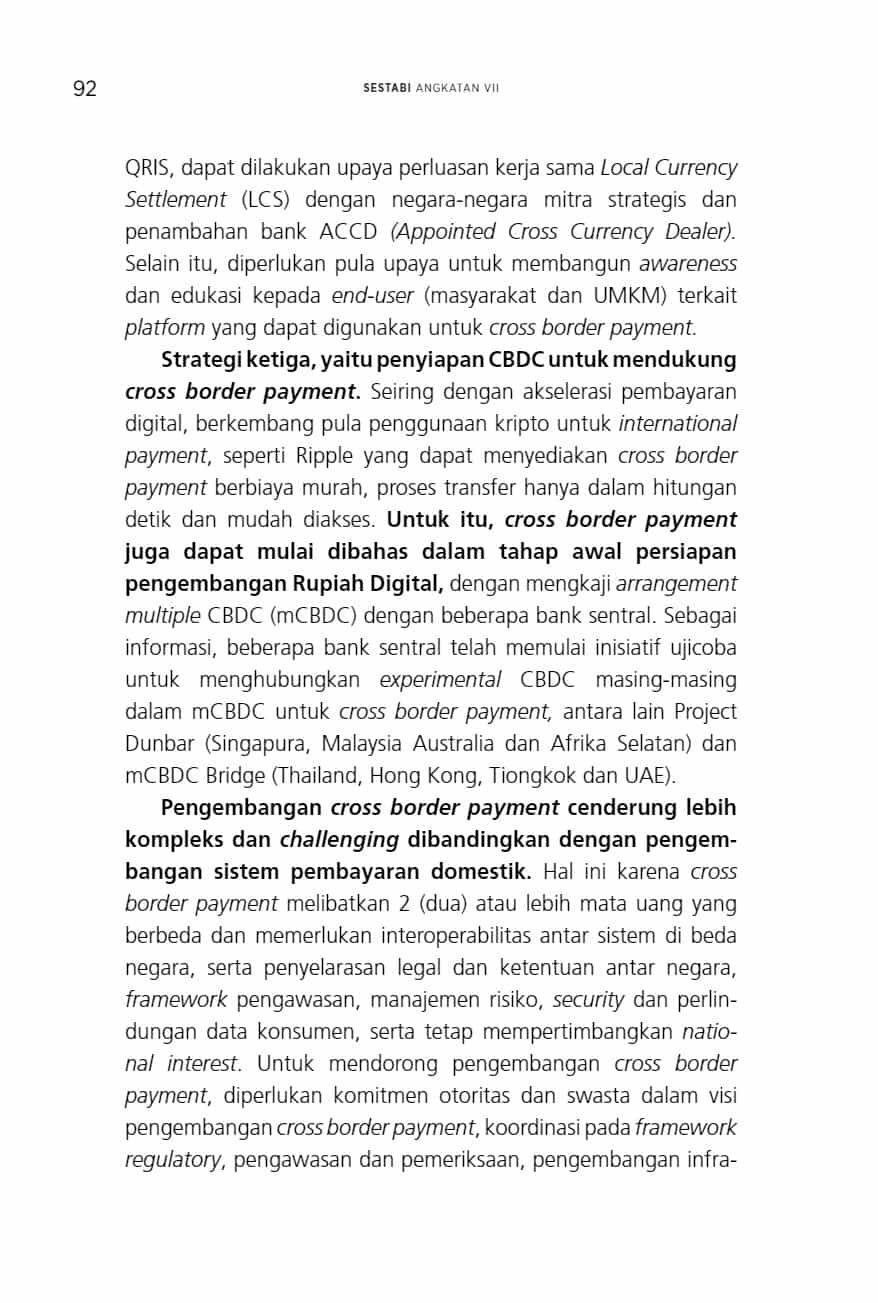 92
SESTABI ANGKATAN VII
QRIS, dapat dilakukan upaya perluasan kerja sama Local Currency
Settlement (LCS) dengan negara-negara mitra strategis dan
penambahan bank ACCD (Appointed Cross Currency Dealer).
Selain itu, diperlukan pula upaya untuk membangun awareness
dan edukasi kepada end-user (masyarakat dan UMKM) terkait
platform yang dapat digunakan untuk cross border payment.
Strategi ketiga, yaitu penyiapan CBDC untuk mendukung
cross border payment. Seiring dengan akselerasi pembayaran
digital, berkembang pula penggunaan kripto untuk international
payment, seperti Ripple yang dapat menyediakan cross border
payment berbiaya murah, proses transfer hanya dalam hitungan
detik dan mudah diakses. Untuk itu, cross border payment
juga dapat mulai dibahas dalam tahap awal persiapan
pengembangan Rupiah Digital, dengan mengkaji arrangement
multiple CBDC (mCBDC) dengan beberapa bank sentral. Sebagai
informasi, beberapa bank sentral telah memulai inisiatif ujicoba
untuk menghubungkan experimental CBDC masing-masing
dalam mCBDC untuk cross border payment, antara lain Project
Dunbar (Singapura, Malaysia Australia dan Afrika Selatan) dan
mCBDC Bridge (Thailand, Hong Kong, Tiongkok dan UAE).
Pengembangan cross border payment cenderung lebih
kompleks dan challenging dibandingkan dengan pengem-
bangan sistem pembayaran domestik. Hal ini karena cross
border payment melibatkan 2 (dua) atau lebih mata uang yang
berbeda dan memerlukan interoperabilitas antar sistem di beda
negara, serta penyelarasan legal dan ketentuan antar negara,
framework pengawasan, manajemen risiko, security dan perlin-
dungan data konsumen, serta tetap mempertimbangkan natio-
nal interest. Untuk mendorong pengembangan cross border
payment, diperlukan komitmen otoritas dan swasta dalam visi
pengembangan cross border payment, koordinasi pada framework
regulatory, pengawasan dan pemeriksaan, pengembangan infra-